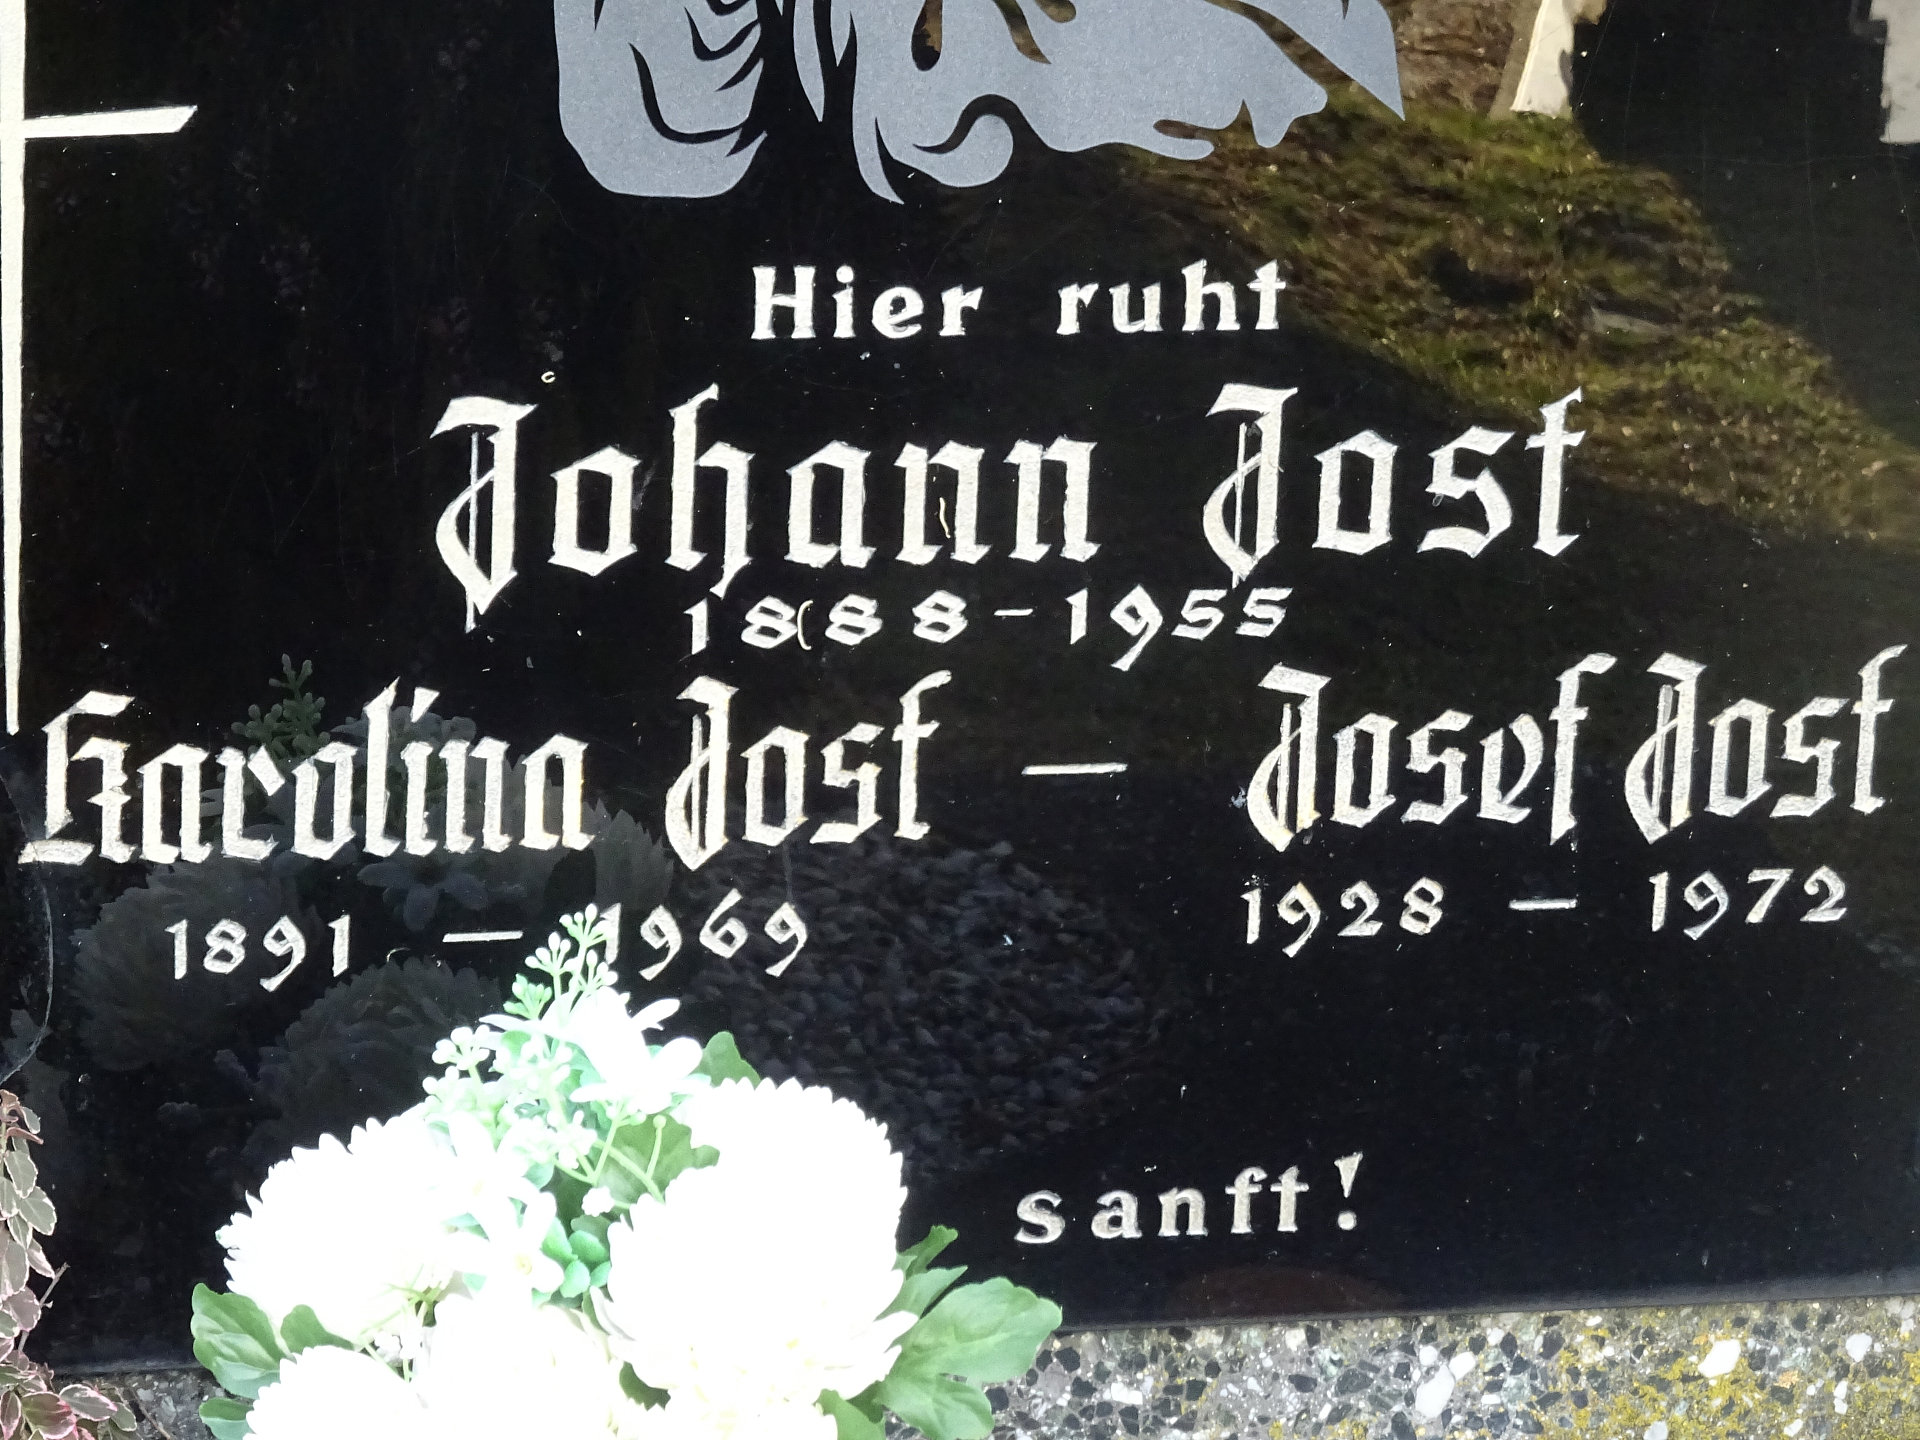 Hier ruht
Johann Jost
1888 - 1955
Karolina Jost — Josef Jost
1891 — 1969 1928 — 1972
sanft!